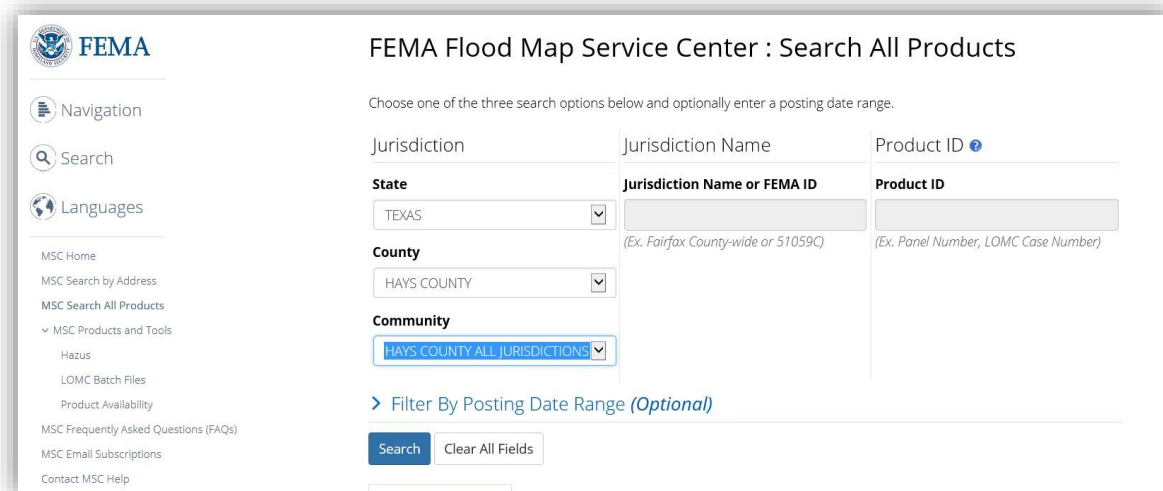 FEMA
Navigation
Search
Languages
MSC Home
MSC Search by Address
MSC Search All Products
MSC Products and Tools
Hazus
LOMC Batch Files
Product Availability
MSC Frequently Asked Questions (FAQs)
MSC Email Subscriptions
Contact MSC Help
FEMA Flood Map Service Center : Search All Products
Choose one of the three search options below and optionally enter a posting date range.
Jurisdiction
State
TEXAS
County
HAYS COUNTY
Community
HAYS COUNTY ALL JURISDICTIONS
Jurisdiction Name
Jurisdiction Name or FEMA ID
(Ex. Fairfax County-wide or 51059C)
Product ID
Product ID
(Ex. Panel Number, LOMC Case Number)
Filter By Posting Date Range (Optional)
Search
Clear All Fields